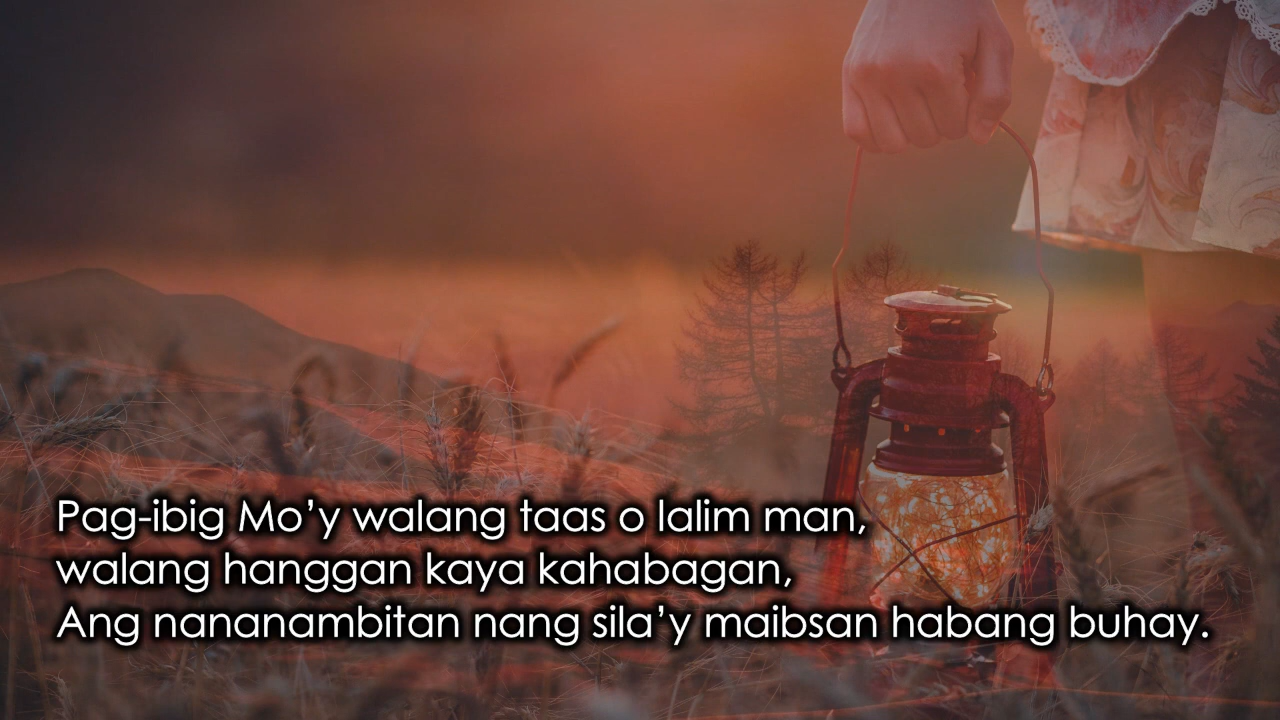 Pag-ibig Mo’y walang taas o lalim man,
walang hanggan kaya kahabagan,
Ang nananambitan nang sila’y maibsan habang buhay.